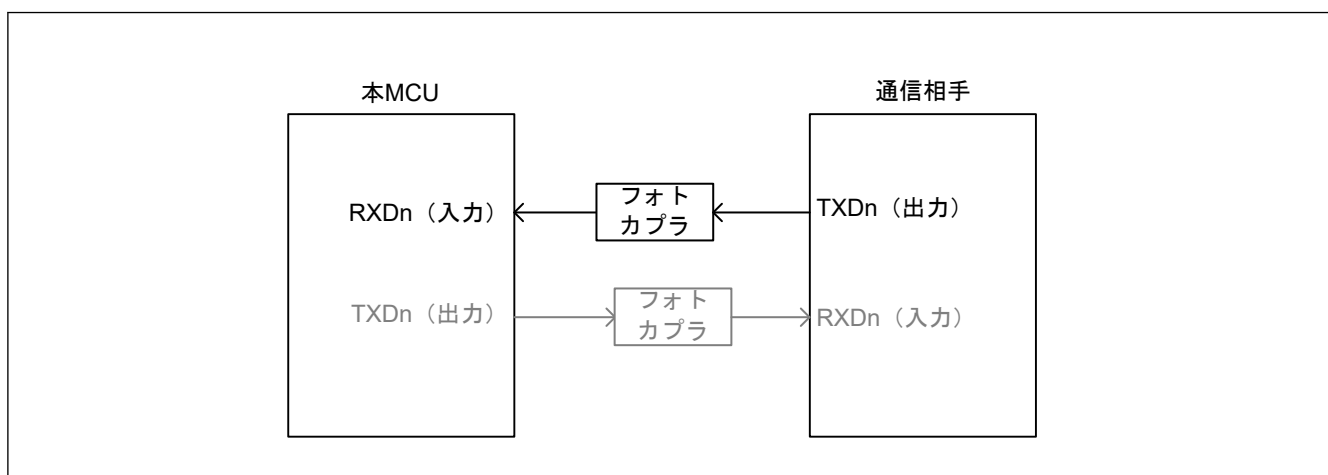 本MCU
通信相手
RXDn（入力）
フォト
カプラ
TXDn（出力）
TXDn（出力）
フォト
カプラ
RXDn（入力）